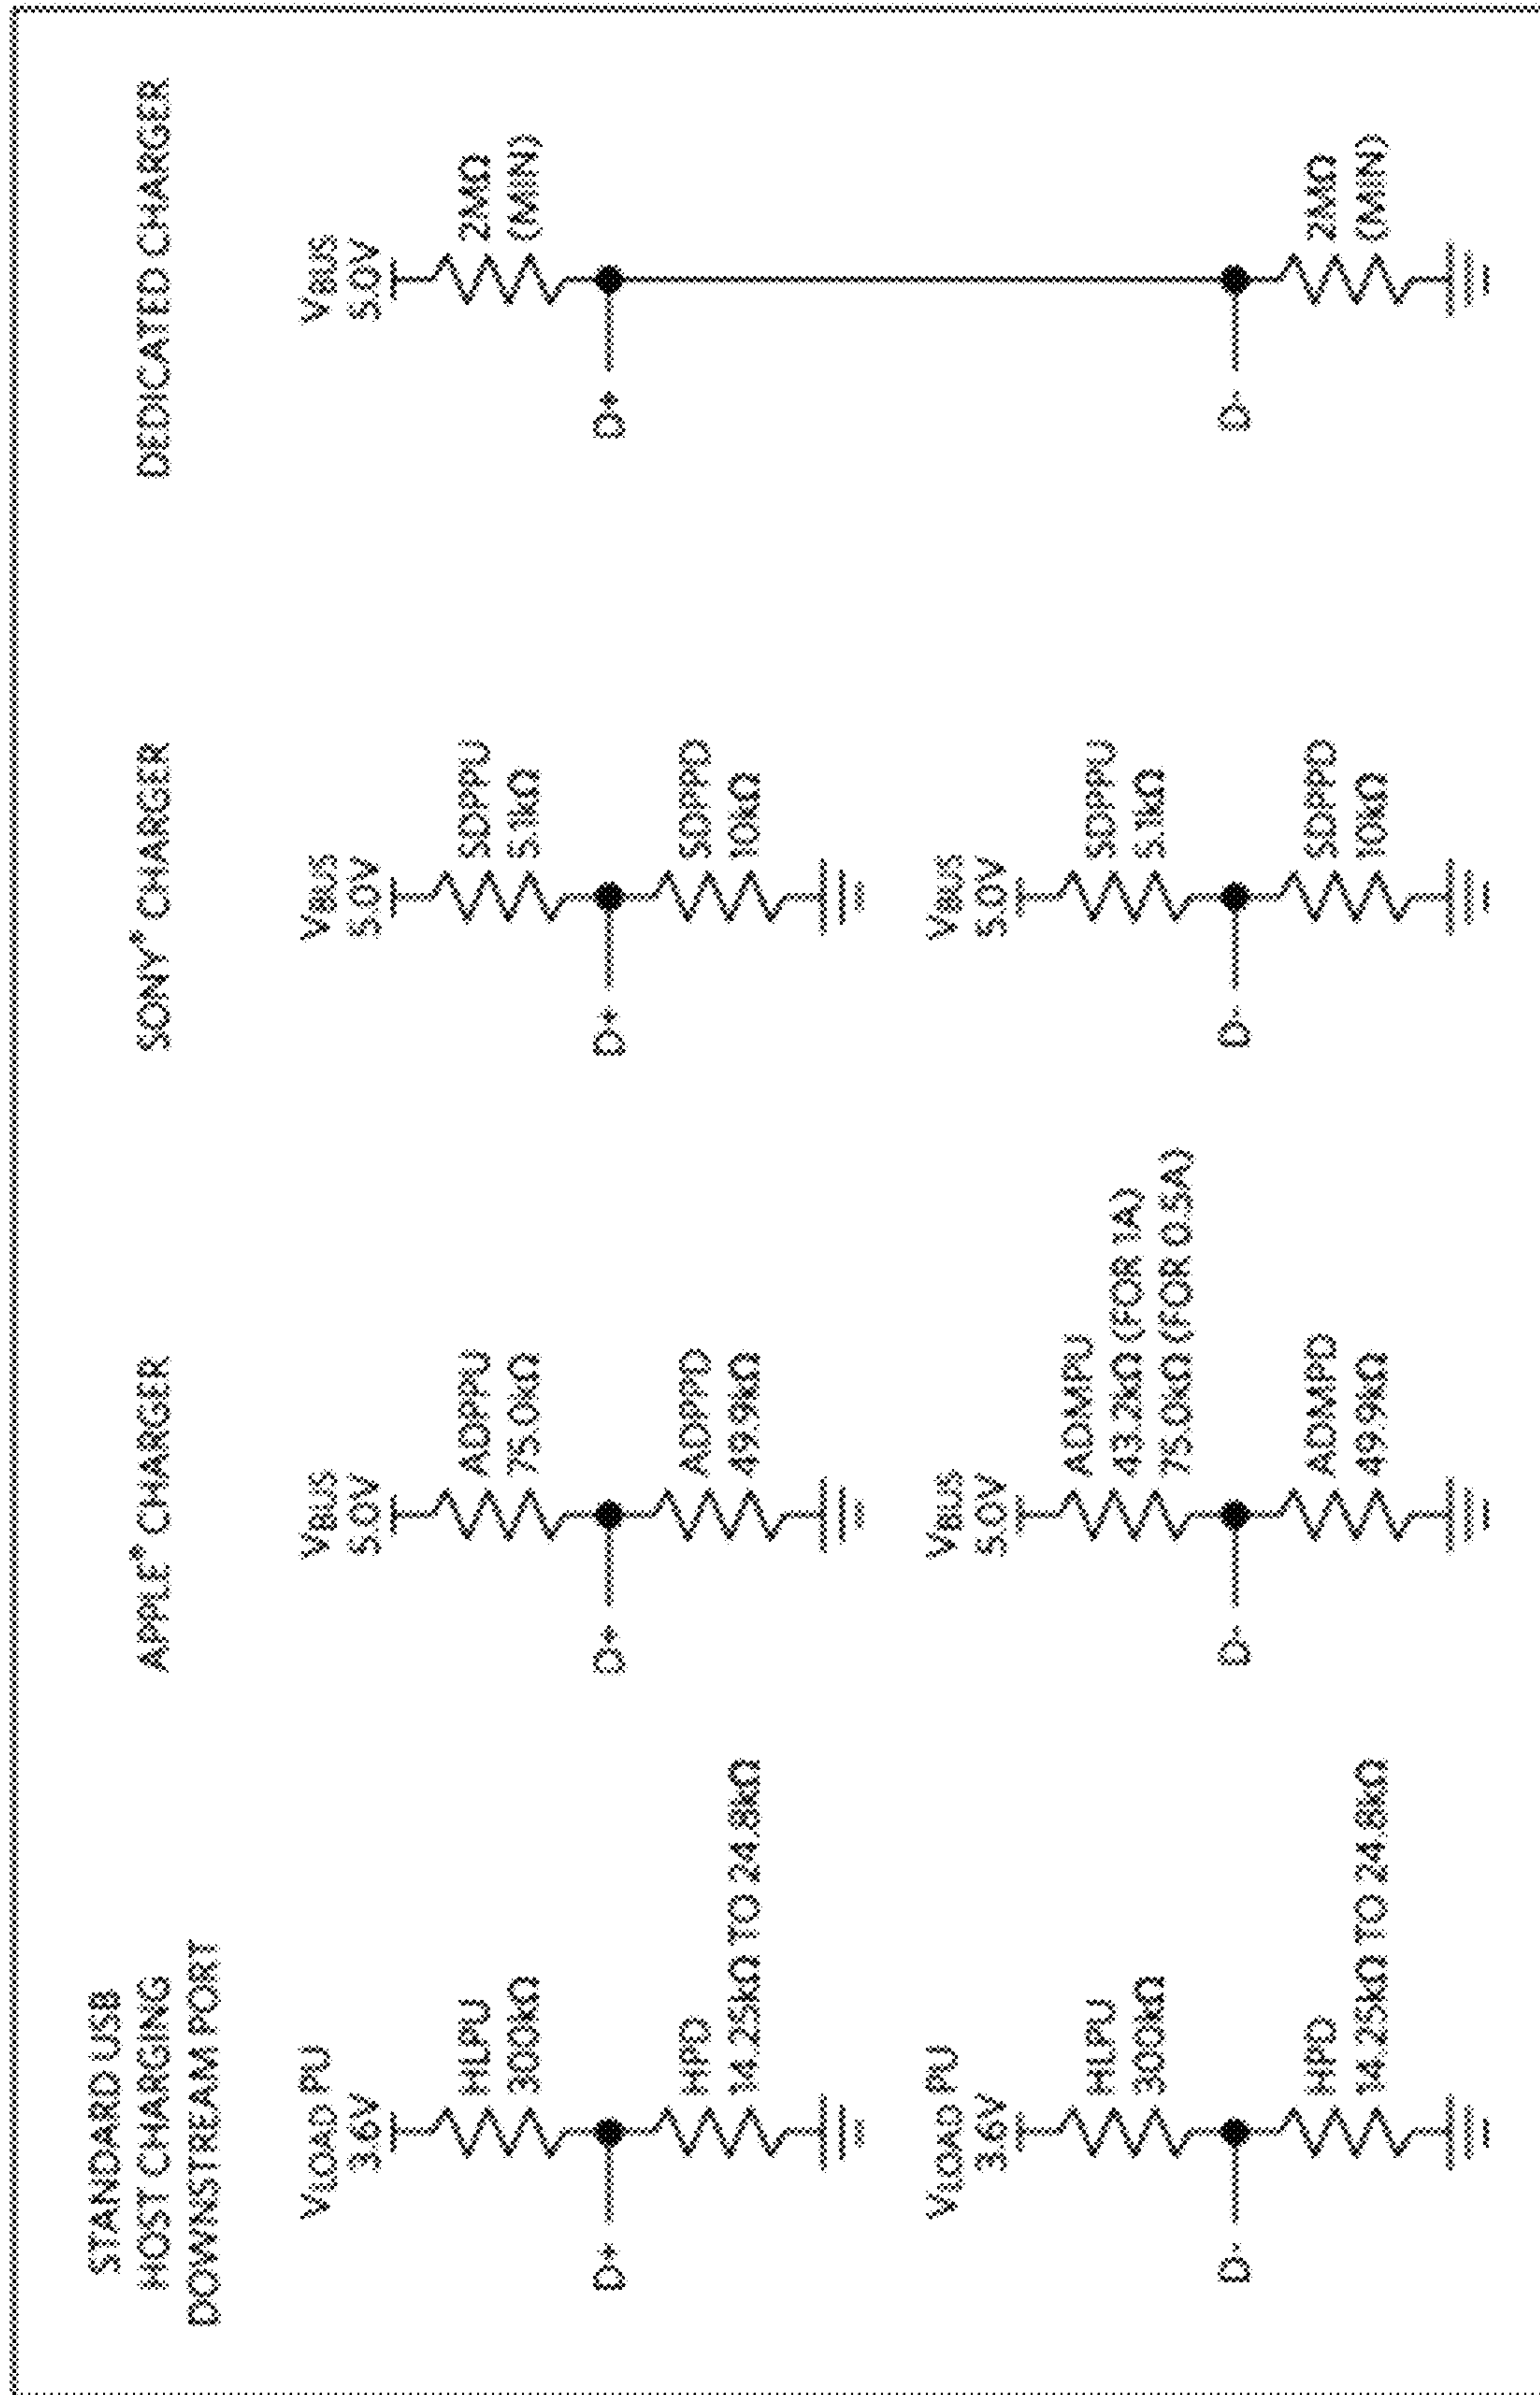 STANDARD USB
HOST CHARGING
DOWNSTREAM PORT
VLOAD PU
3.6V
HLPU
300kΩ
D+
HPD
14.25kΩ TO 24.8kΩ
VLOAD PU
3.6V
HLPU
300kΩ
D-
HPD
14.25kΩ TO 24.8kΩ
APPLE® CHARGER
VBUS
5.0V
ADPPU
75.0kΩ
D+
ADPPD
49.9kΩ
VBUS
5.0V
ADMPU
43.2kΩ (FOR 1A)
75.0kΩ (FOR 0.5A)
D-
ADMPD
49.9kΩ
SONY® CHARGER
VBUS
5.0V
SDPPU
5.1kΩ
D+
SDPPD
10kΩ
VBUS
5.0V
SDPPU
5.1kΩ
D-
SDPPD
10kΩ
DEDICATED CHARGER
VBUS
5.0V
2MΩ
(MIN)
D+
D-
2MΩ
(MIN)